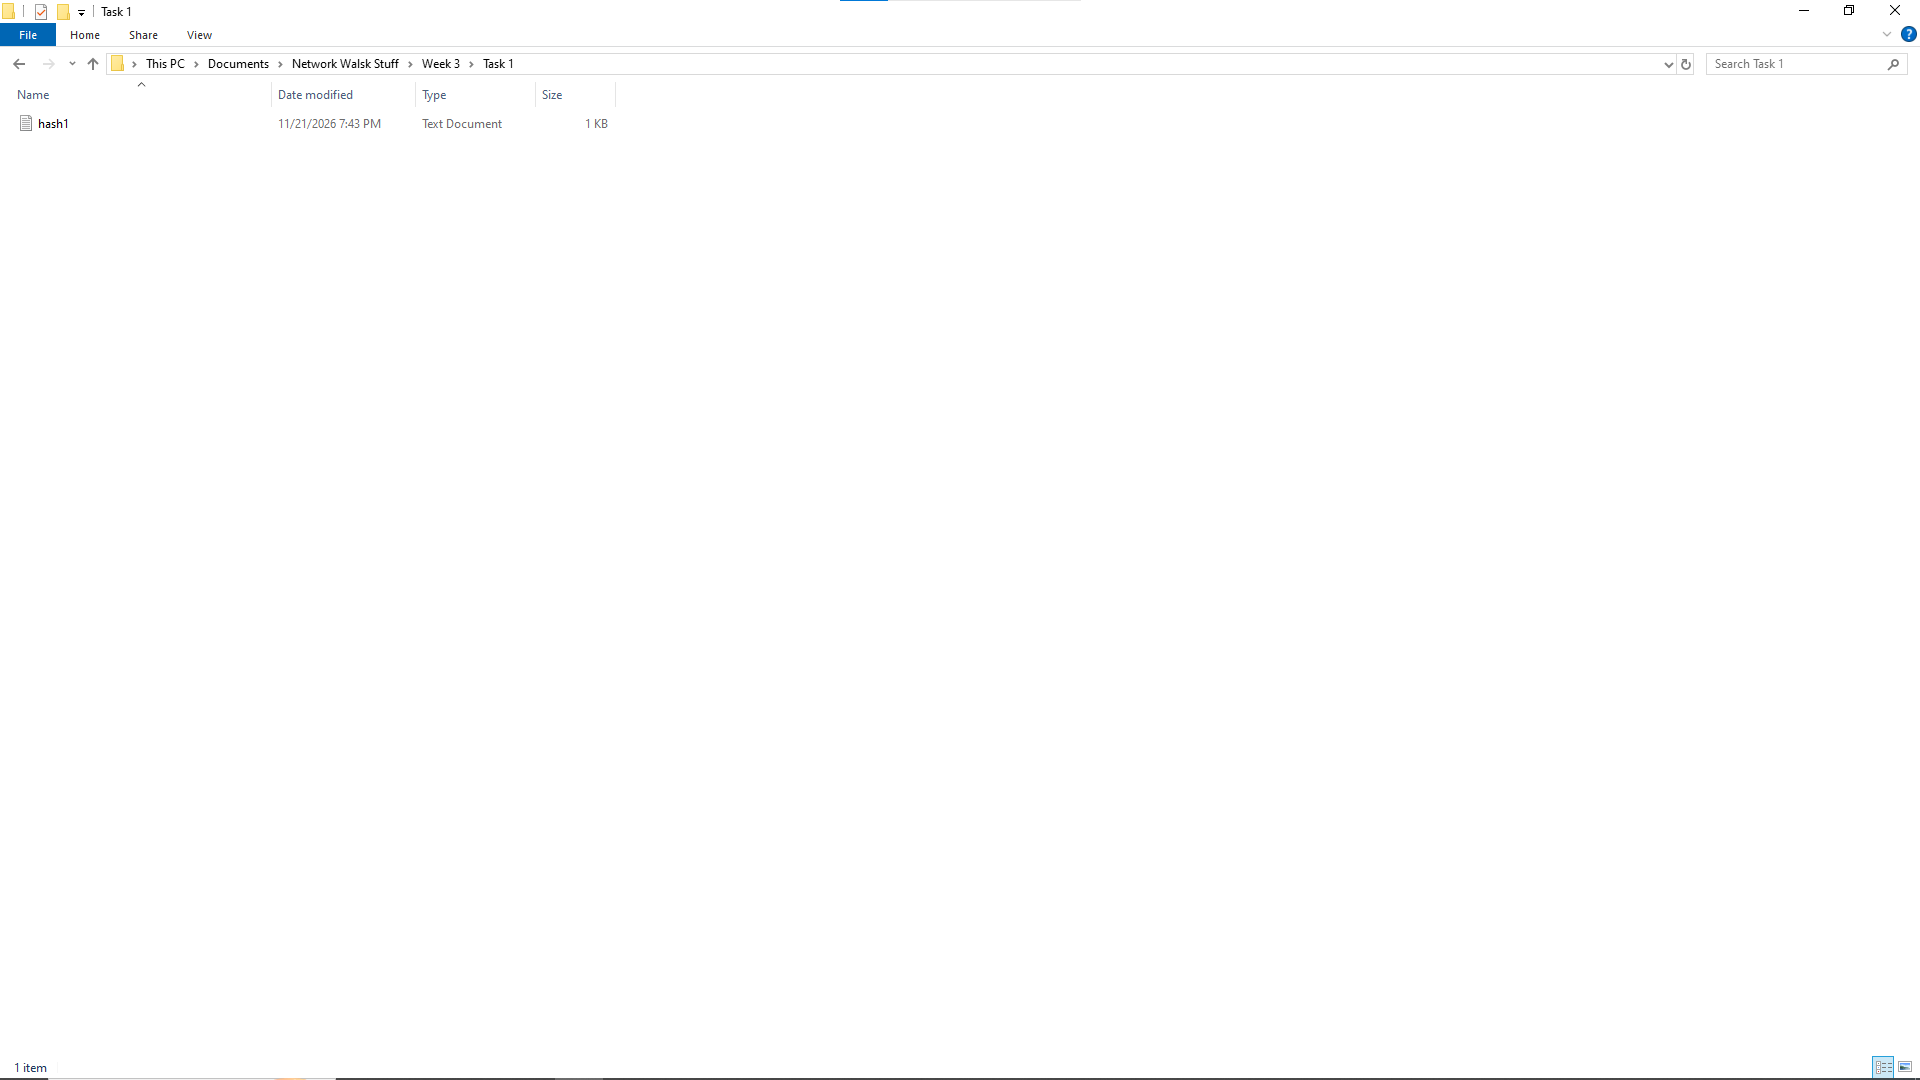 Task 1
File Home Share View ?
This PC Documents Network Walsk Stuff Week 3 Task 1 Search Task 1
Name Date modified Type Size
hash1 11/21/2026 7:43 PM Text Document 1 KB
1 item